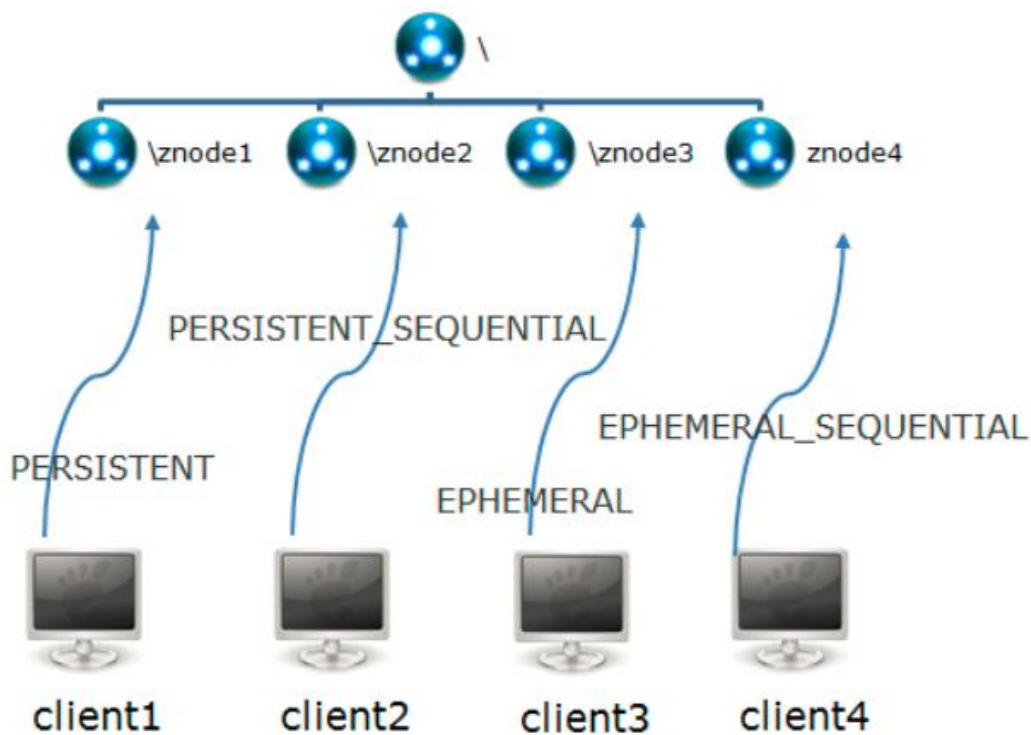 \
\znode1
\znode2
\znode3
znode4
PERSISTENT_SEQUENTIAL
EPHEMERAL_SEQUENTIAL
PERSISTENT
EPHEMERAL
client1
client2
client3
client4